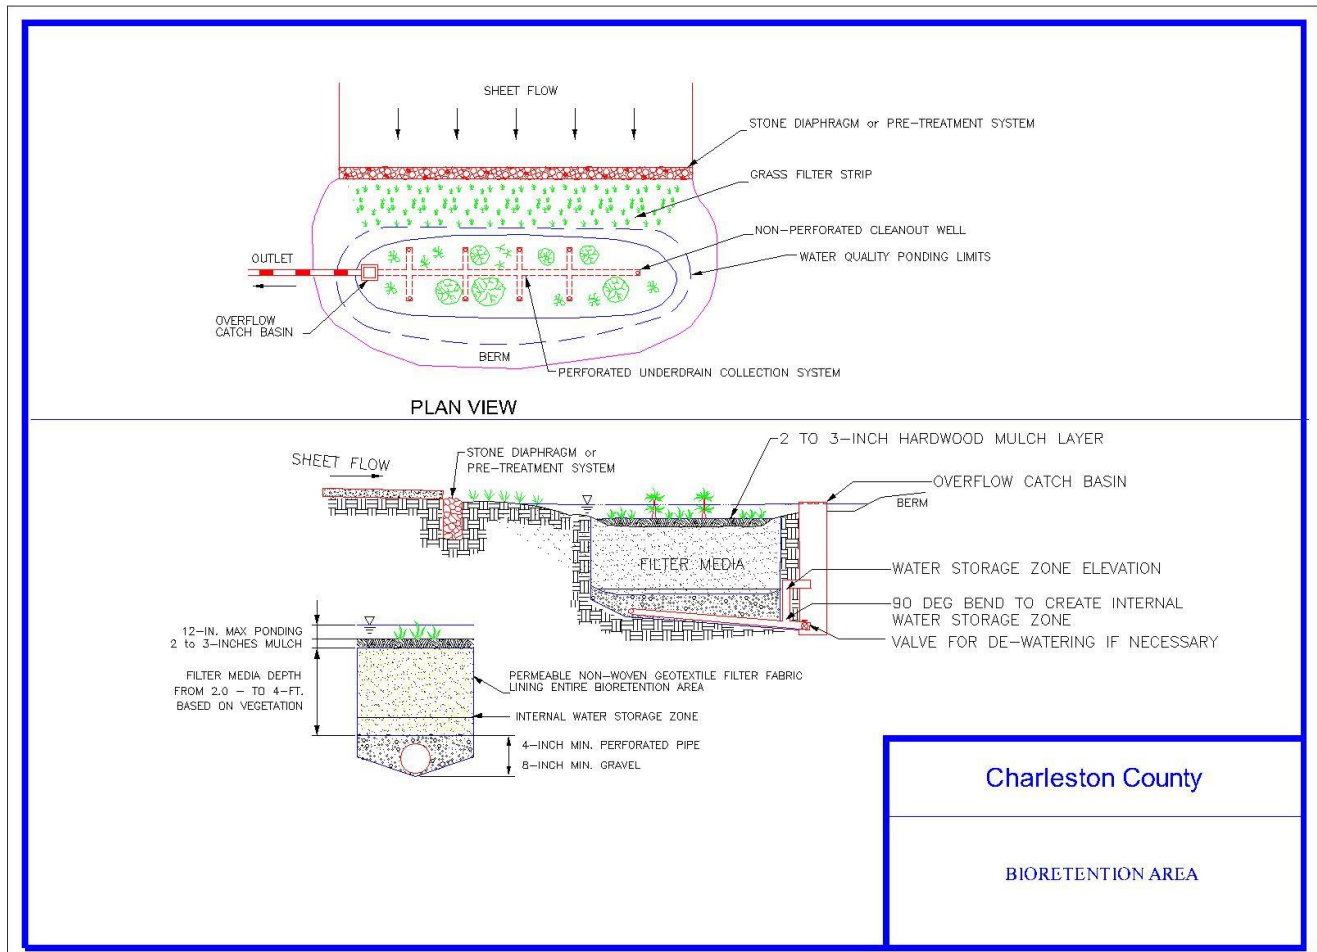 SHEET FLOW
STONE DIAPHRAGM or PRE-TREATMENT SYSTEM
GRASS FILTER STRIP
NON-PERFORATED CLEANOUT WELL
WATER QUALITY PONDING LIMITS
OUTLET
OVERFLOW
CATCH BASIN
BERM
PERFORATED UNDERDRAIN COLLECTION SYSTEM
PLAN VIEW
2 TO 3-INCH HARDWOOD MULCH LAYER
SHEET FLOW
STONE DIAPHRAGM or
PRE-TREATMENT SYSTEM
OVERFLOW CATCH BASIN
BERM
FILTER MEDIA
WATER STORAGE ZONE ELEVATION
90 DEG BEND TO CREATE INTERNAL
WATER STORAGE ZONE
VALVE FOR DE-WATERING IF NECESSARY
12-IN. MAX PONDING
2 to 3-INCHES MULCH
FILTER MEDIA DEPTH
FROM 2.0 - TO 4-FT.
BASED ON VEGETATION
PERMEABLE NON-WOVEN GEOTEXTILE FILTER FABRIC
LINING ENTIRE BIORETENTION AREA
INTERNAL WATER STORAGE ZONE
4-INCH MIN. PERFORATED PIPE
8-INCH MIN. GRAVEL
Charleston County
BIORETENTION AREA